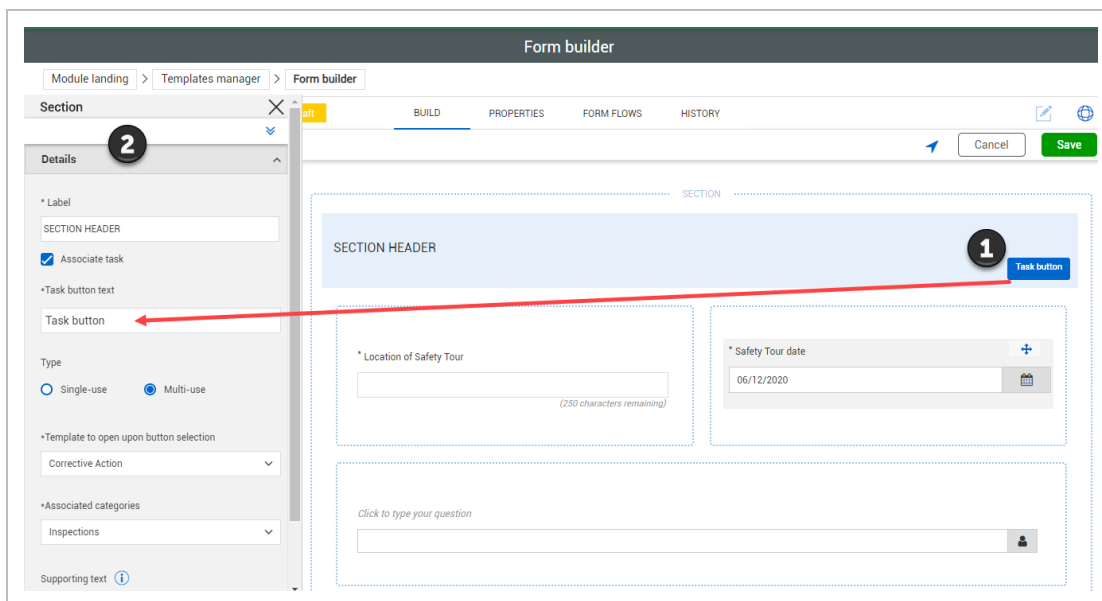 Form builder
Module landing > Templates manager > Form builder
Section
aft
BUILD
PROPERTIES
FORM FLOWS
HISTORY
Cancel
Save
2
Details
* Label
SECTION HEADER
Associate task
*Task button text
Task button
Type
Single-use
Multi-use
*Template to open upon button selection
Corrective Action
*Associated categories
Inspections
Supporting text i
SECTION
SECTION HEADER
1
Task button
* Location of Safety Tour
(250 characters remaining)
* Safety Tour date
06/12/2020
Click to type your question